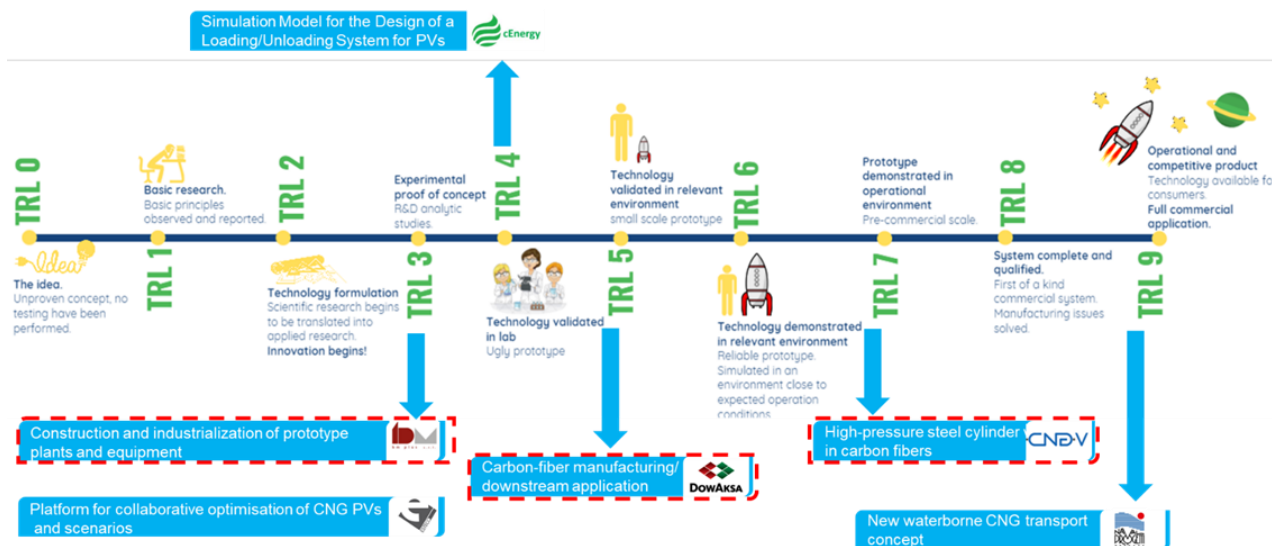 Simulation Model for the Design of a
Loading/Unloading System for PVs
cEnergy
TRL 0
Idea
The idea.
Unproven concept, no
testing have been
performed.
TRL 1
Basic research.
Basic principles
observed and reported.
TRL 2
Technology formulation
Scientific research begins
to be translated into
applied research.
Innovation begins!
TRL 3
Experimental
proof of concept
R&D analytic
studies.
TRL 4
Technology validated
in lab
Ugly prototype
TRL 5
Technology
validated in relevant
environment
small scale prototype
TRL 6
Technology demonstrated
in relevant environment
Reliable prototype.
Simulated in an
environment close to
expected operation
conditions
TRL 7
Prototype
demonstrated in
operational
environment
Pre-commercial scale.
TRL 8
System complete and
qualified.
First of a kind
commercial system.
Manufacturing issues
solved.
TRL 9
Operational and
competitive product
Technology available fo
consumers.
Full commercial
application.
Construction and industrialization of prototype
plants and equipment
Platform for collaborative optimisation of CNG PVs
and scenarios
Carbon-fiber manufacturing/
downstream application
DOWAKSA
High-pressure steel cylinder
in carbon fibers
CNG-V
New waterborne CNG transport
concept